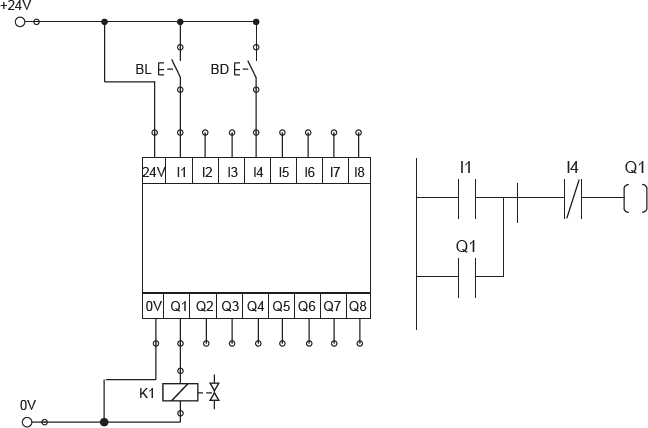 +24V
BL
BD
24V I1 I2 I3 I4 I5 I6 I7 I8
I1 I4 Q1
Q1
0V Q1 Q2 Q3 Q4 Q5 Q6 Q7 Q8
K1
0V